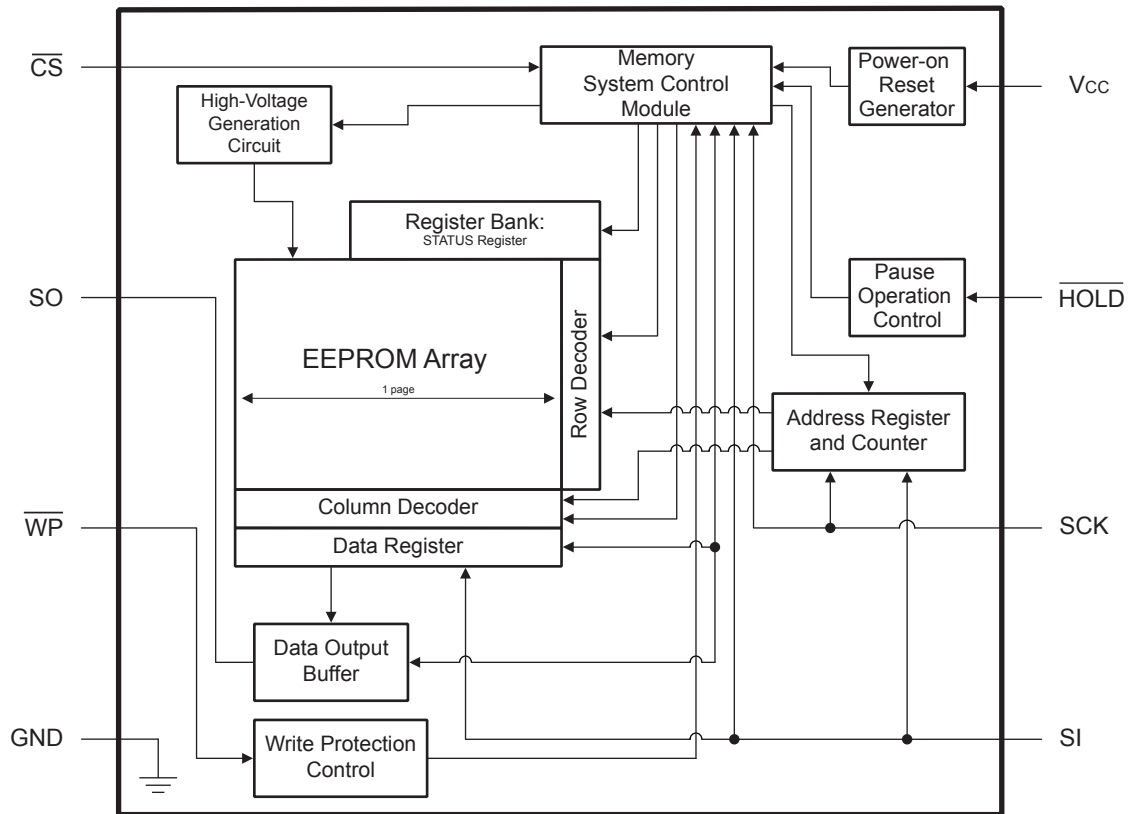 CS
Memory
System Control
Module
Power-on
Reset
Generator
VCC
High-Voltage
Generation
Circuit
Register Bank:
STATUS Register
SO
Pause
Operation
Control
HOLD
EEPROM Array
1 page
Row Decoder
Address Register
and Counter
Column Decoder
WP
SCK
Data Register
Data Output
Buffer
GND
Write Protection
Control
SI